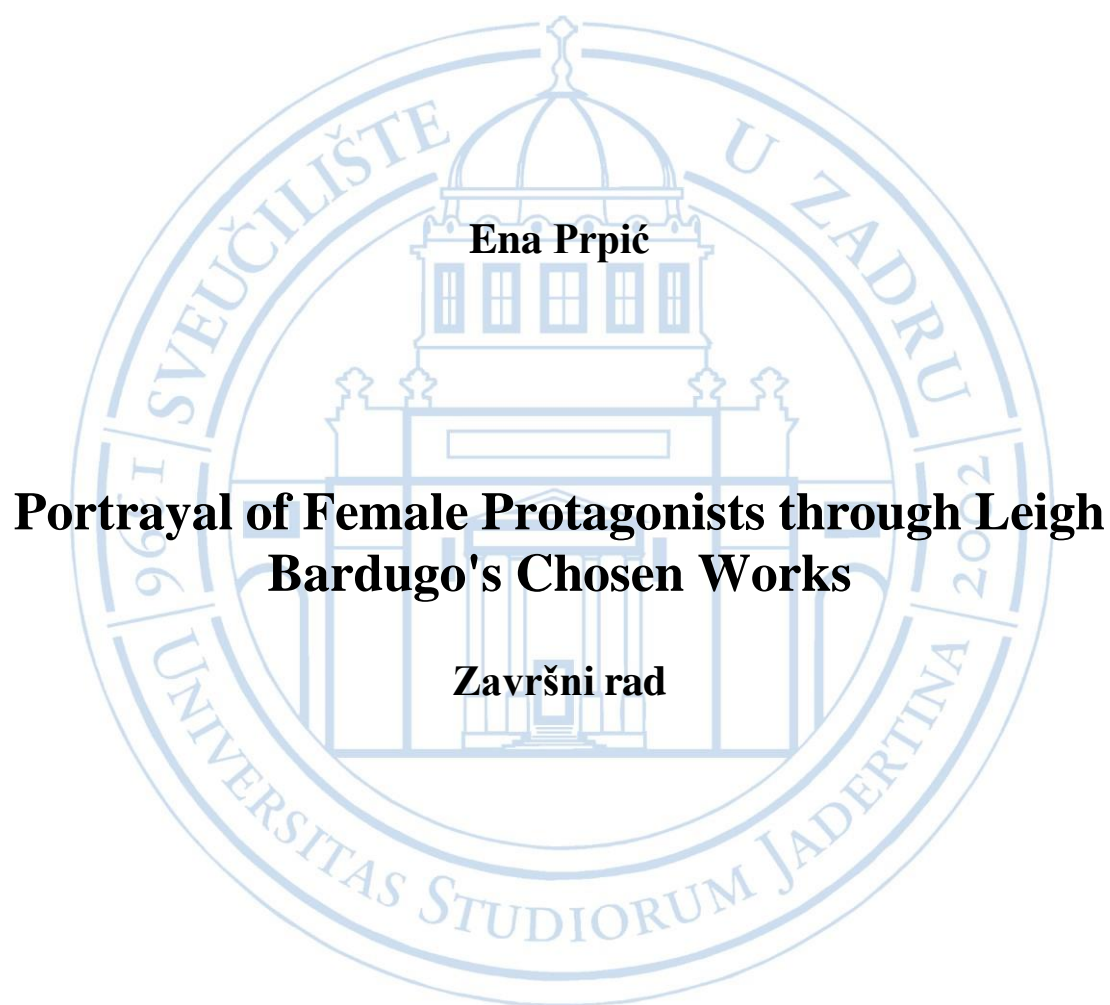 SVEUČILIŠTE U ZADRU
Ena Prpić
1396
2002
Portrayal of Female Protagonists through Leigh
Bardugo's Chosen Works
Završni rad
UNIVERSITAS STUDIORUM JADERTINA